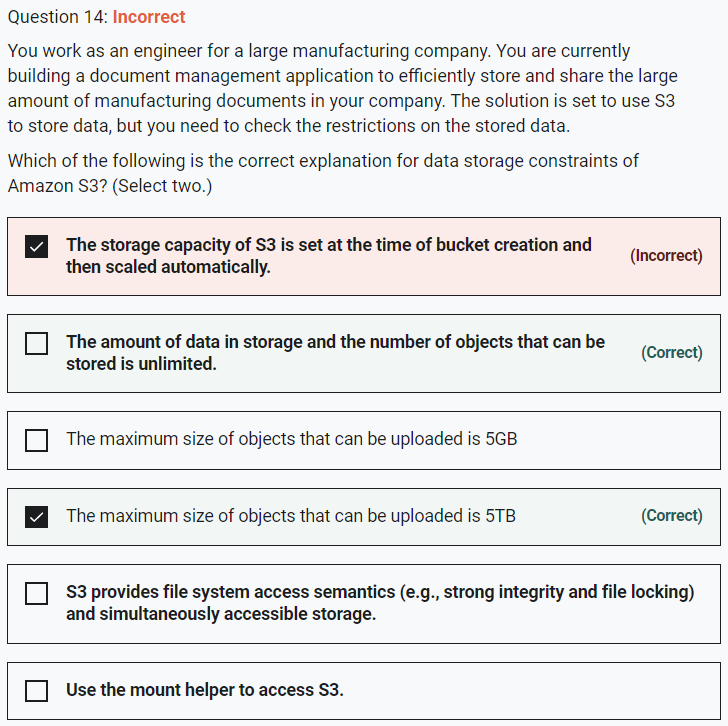 Question 14: Incorrect
You work as an engineer for a large manufacturing company. You are currently
building a document management application to efficiently store and share the large
amount of manufacturing documents in your company. The solution is set to use S3
to store data, but you need to check the restrictions on the stored data.
Which of the following is the correct explanation for data storage constraints of
Amazon S3? (Select two.)
The storage capacity of S3 is set at the time of bucket creation and
then scaled automatically.
(Incorrect)
The amount of data in storage and the number of objects that can be
stored is unlimited.
(Correct)
The maximum size of objects that can be uploaded is 5GB
The maximum size of objects that can be uploaded is 5TB
(Correct)
S3 provides file system access semantics (e.g., strong integrity and file locking)
and simultaneously accessible storage.
Use the mount helper to access S3.